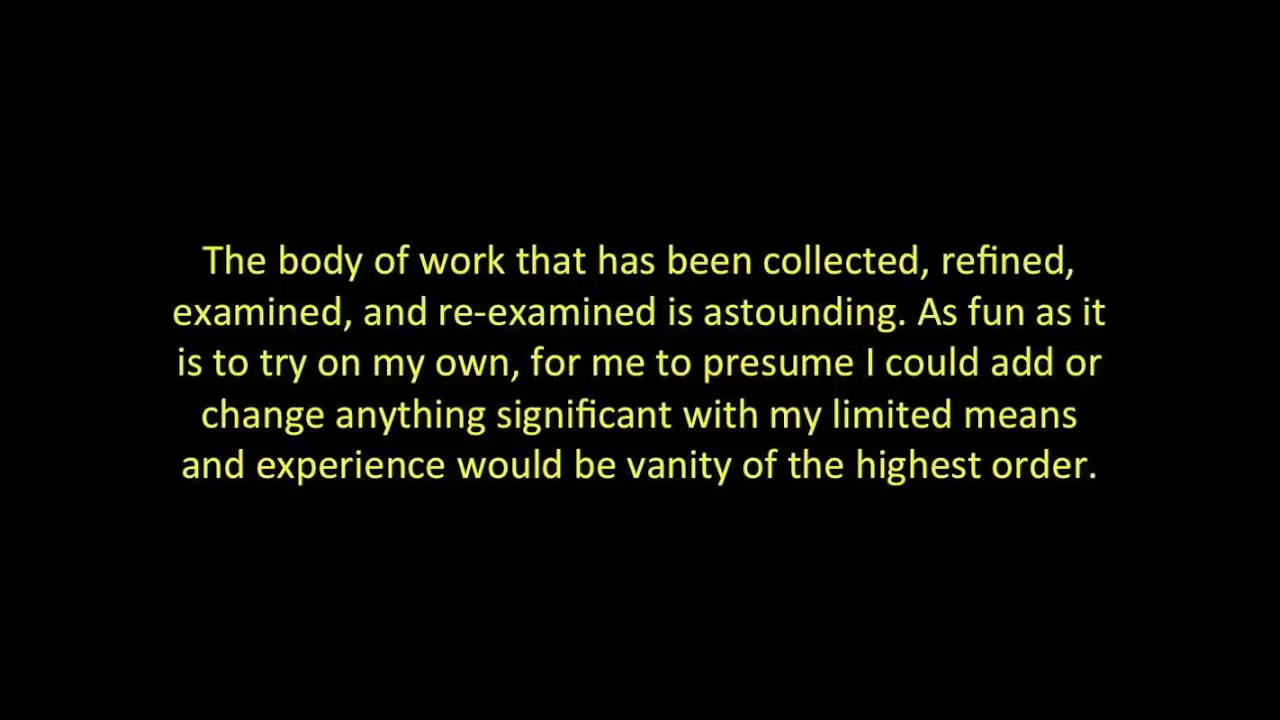 The body of work that has been collected, refined,
examined, and re-examined is astounding. As fun as it
is to try on my own, for me to presume I could add or
change anything significant with my limited means
and experience would be vanity of the highest order.